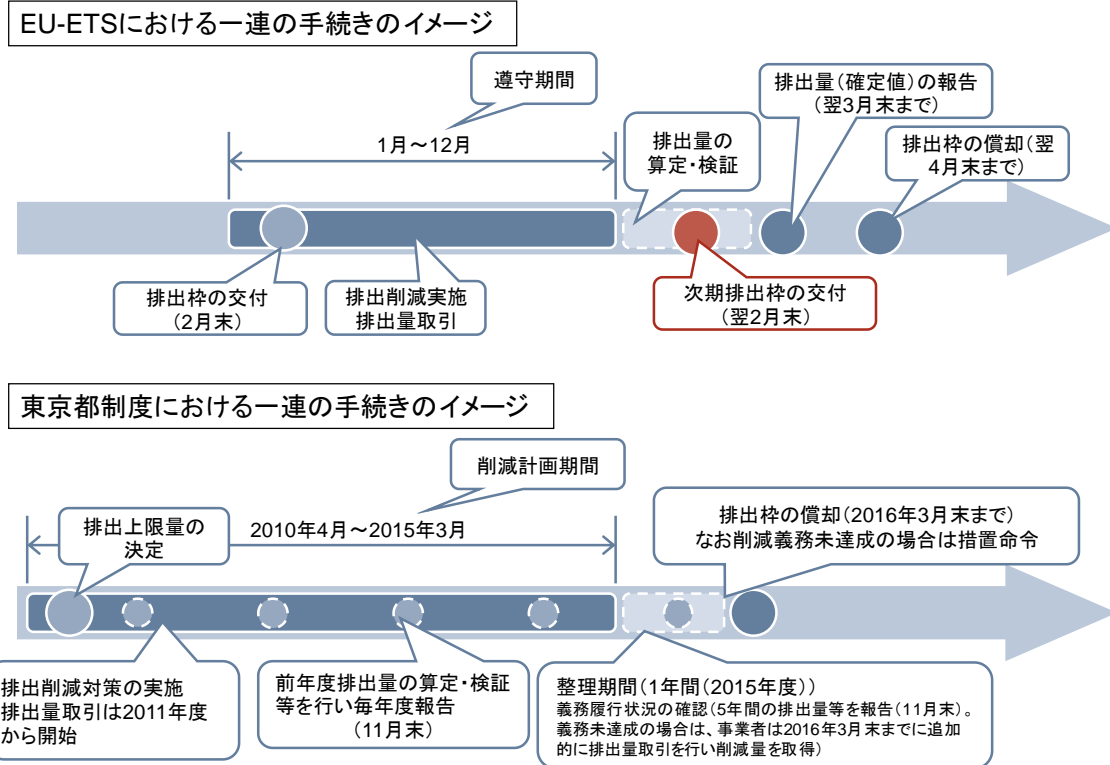 EU-ETSにおける一連の手続きのイメージ
遵守期間
1月～12月
排出量の
算定・検証
排出量(確定値)の報告
(翌3月末まで)
排出枠の償却(翌
4月末まで)
排出枠の交付
(2月末)
排出削減実施
排出量取引
次期排出枠の交付
(翌2月末)
東京都制度における一連の手続きのイメージ
削減計画期間
排出上限量の
決定
2010年4月～2015年3月
排出枠の償却(2016年3月末まで)
なお削減義務未達成の場合は措置命令
排出削減対策の実施
排出量取引は2011年度
から開始
前年度排出量の算定・検証
等を行い毎年度報告
(11月末)
整理期間(1年間(2015年度))
義務履行状況の確認(5年間の排出量等を報告(11月末)。
義務未達成の場合は、事業者は2016年3月末までに追加
的に排出量取引を行い削減量を取得)